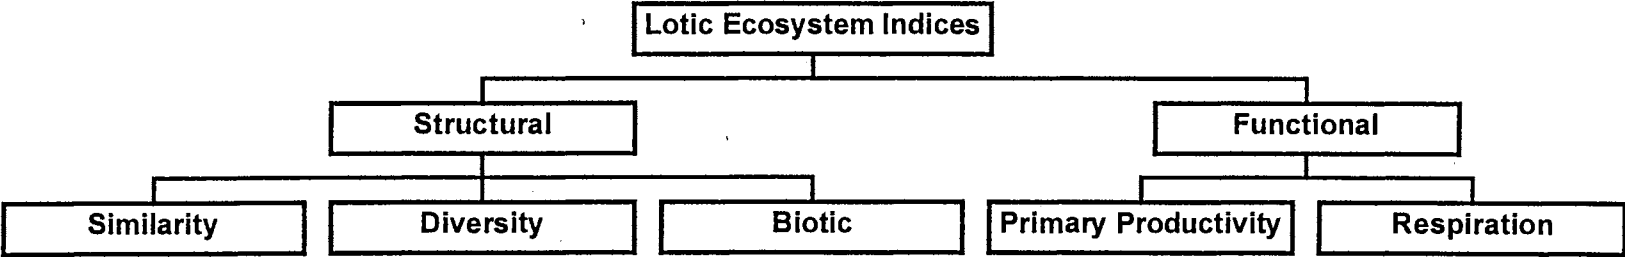 Lotic Ecosystem Indices
Structural
Functional
Similarity
Diversity
Biotic
Primary Productivity
Respiration